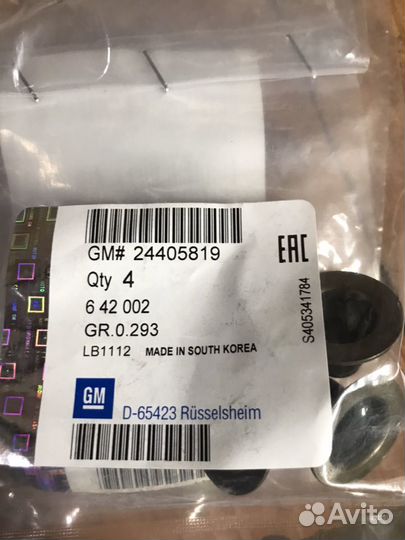 GM# 24405819
Qty 4
6 42 002
GR.0.293
LB1112 MADE IN SOUTH KOREA
GM
D-65423 Rüsselsheim
EAC
S405341784
Avito